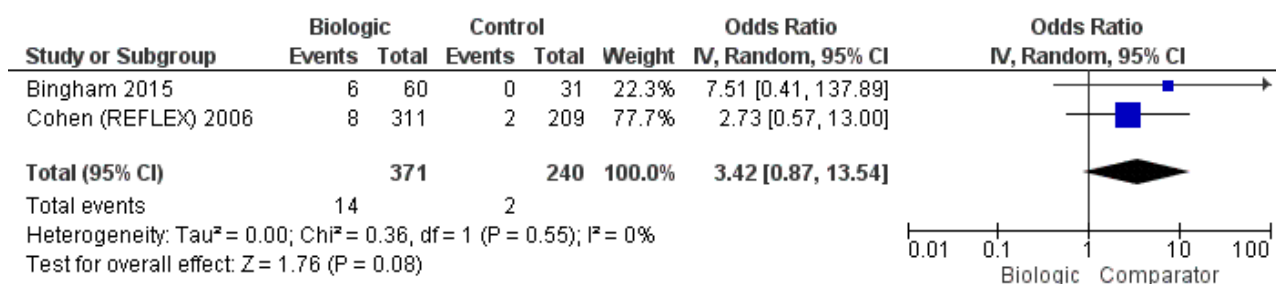 Biologic Control Odds Ratio Odds Ratio
Study or Subgroup Events Total Events Total Weight IV, Random, 95% CI IV, Random, 95% CI
Bingham 2015 6 60 0 31 22.3% 7.51 [0.41, 137.89]
Cohen (REFLEX) 2006 8 311 2 209 77.7% 2.73 [0.57, 13.00]
Total (95% CI) 371 240 100.0% 3.42 [0.87, 13.54]
Total events 14 2
Heterogeneity: Tau² = 0.00; Chi² = 0.36, df = 1 (P = 0.55); I² = 0%
Test for overall effect: Z = 1.76 (P = 0.08)
0.01 0.1 1 10 100
Biologic Comparator